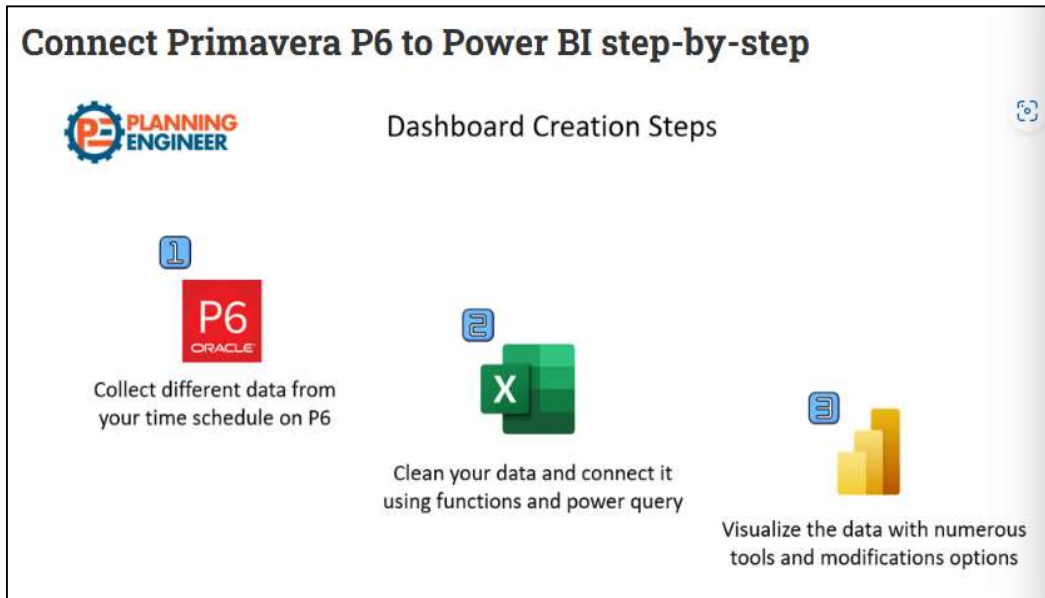 Connect Primavera P6 to Power BI step-by-step
PE PLANNING
ENGINEER
Dashboard Creation Steps
1
P6
ORACLE
Collect different data from
your time schedule on P6
2
X
Clean your data and connect it
using functions and power query
3
Visualize the data with numerous
tools and modifications options